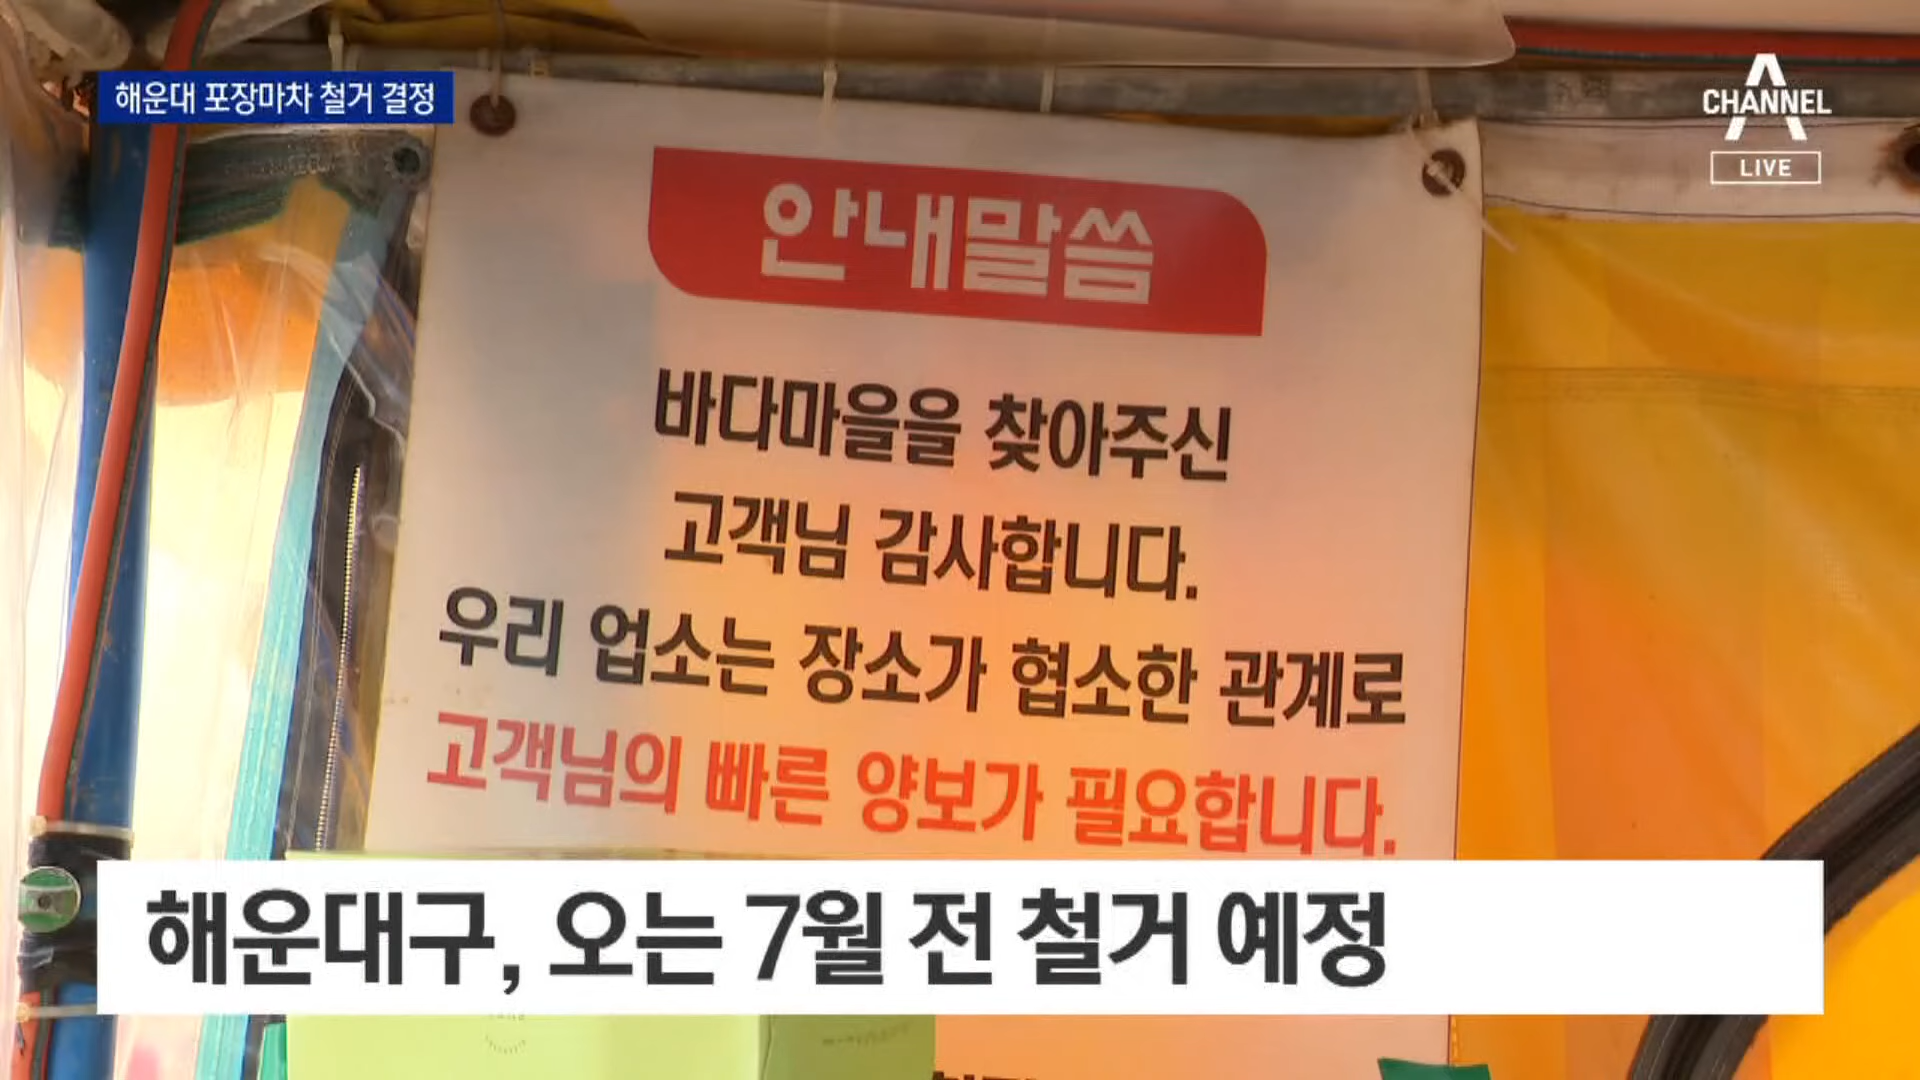 해운대 포장마차 철거 결정
CHANNEL A
LIVE
안내말씀
바다마을을 찾아주신
고객님 감사합니다.
우리 업소는 장소가 협소한 관계로
고객님의 빠른 양보가 필요합니다.
해운대구, 오는 7월 전 철거 예정